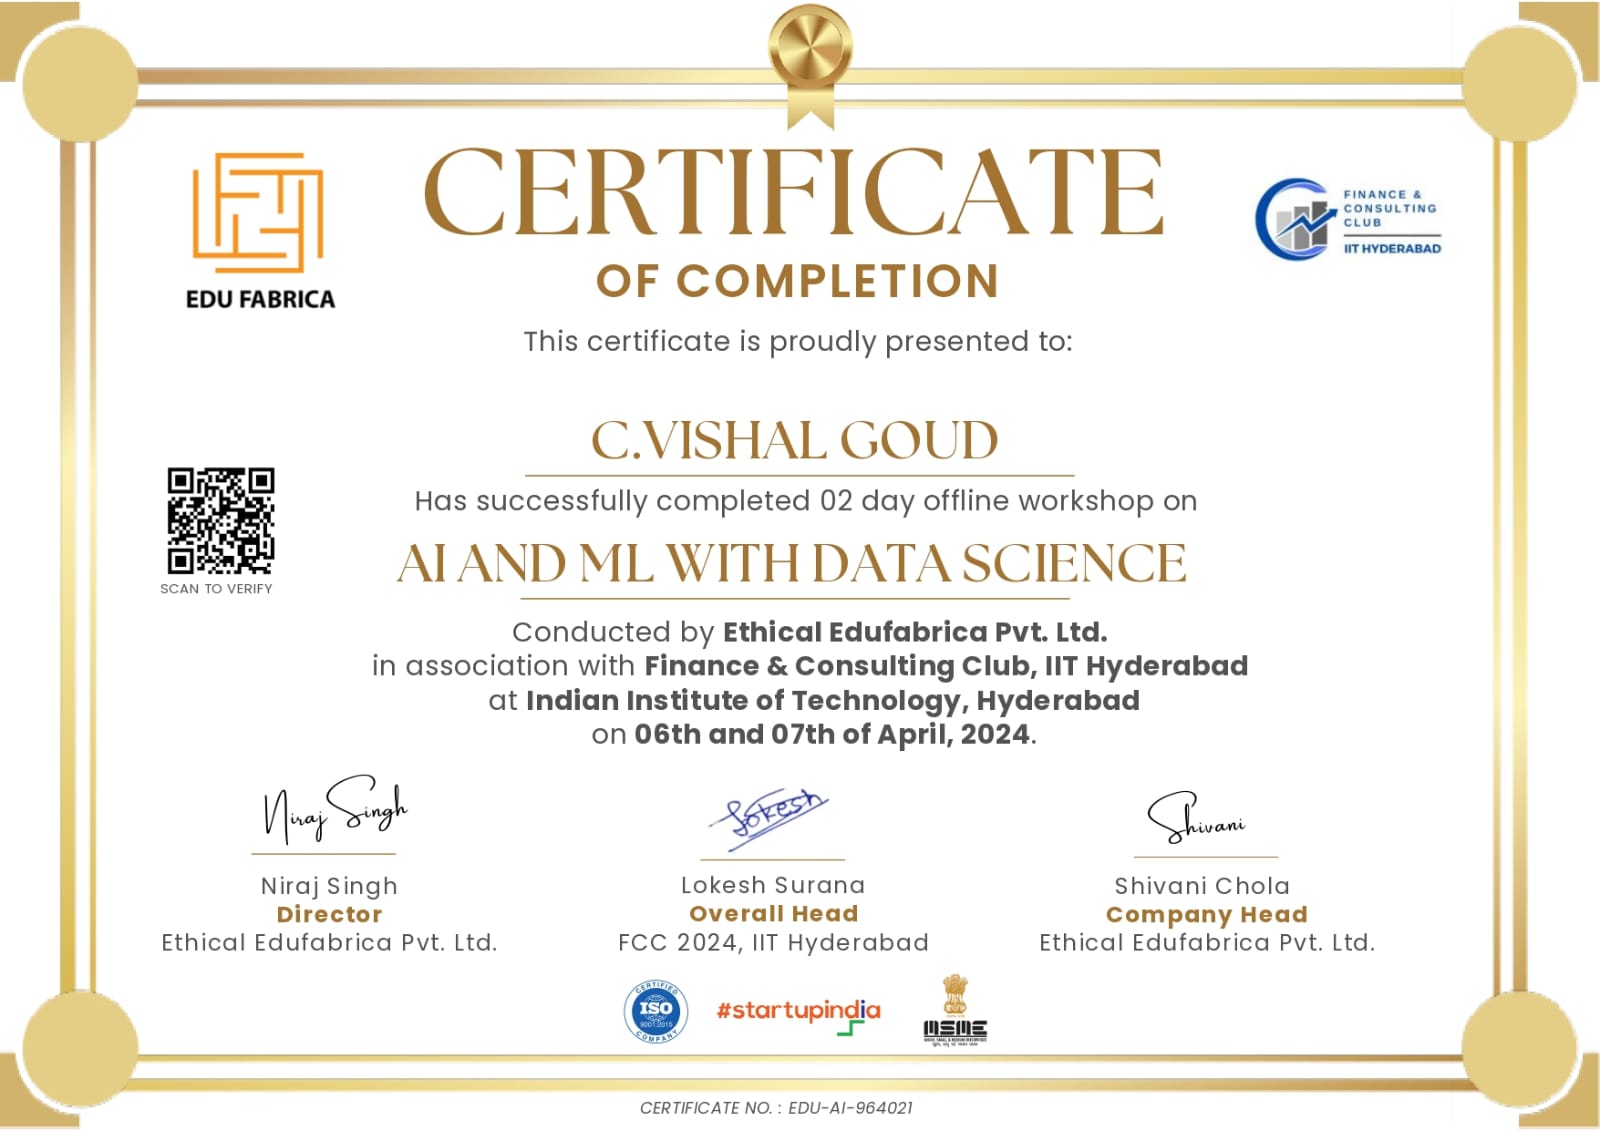 CERTIFICATE
OF COMPLETION
EDU FABRICA
FINANCE &
CONSULTING
CLUB
IIT HYDERABAD
This certificate is proudly presented to:
C.VISHAL GOUD
Has successfully completed 02 day offline workshop on
AI AND ML WITH DATA SCIENCE
SCAN TO VERIFY
Conducted by Ethical Edufabrica Pvt. Ltd.
in association with Finance & Consulting Club, IIT Hyderabad
at Indian Institute of Technology, Hyderabad
on 06th and 07th of April, 2024.
Niraj Singh
Lokesh
Shivani
Niraj Singh
Director
Ethical Edufabrica Pvt. Ltd.
Lokesh Surana
Overall Head
FCC 2024, IIT Hyderabad
Shivani Chola
Company Head
Ethical Edufabrica Pvt. Ltd.
CERTIFIED
ISO
9001:2015
COMPANY
#startupindia
MSME
MICRO, SMALL & MEDIUM ENTERPRISES
CERTIFICATE NO. : EDU-AI-964021